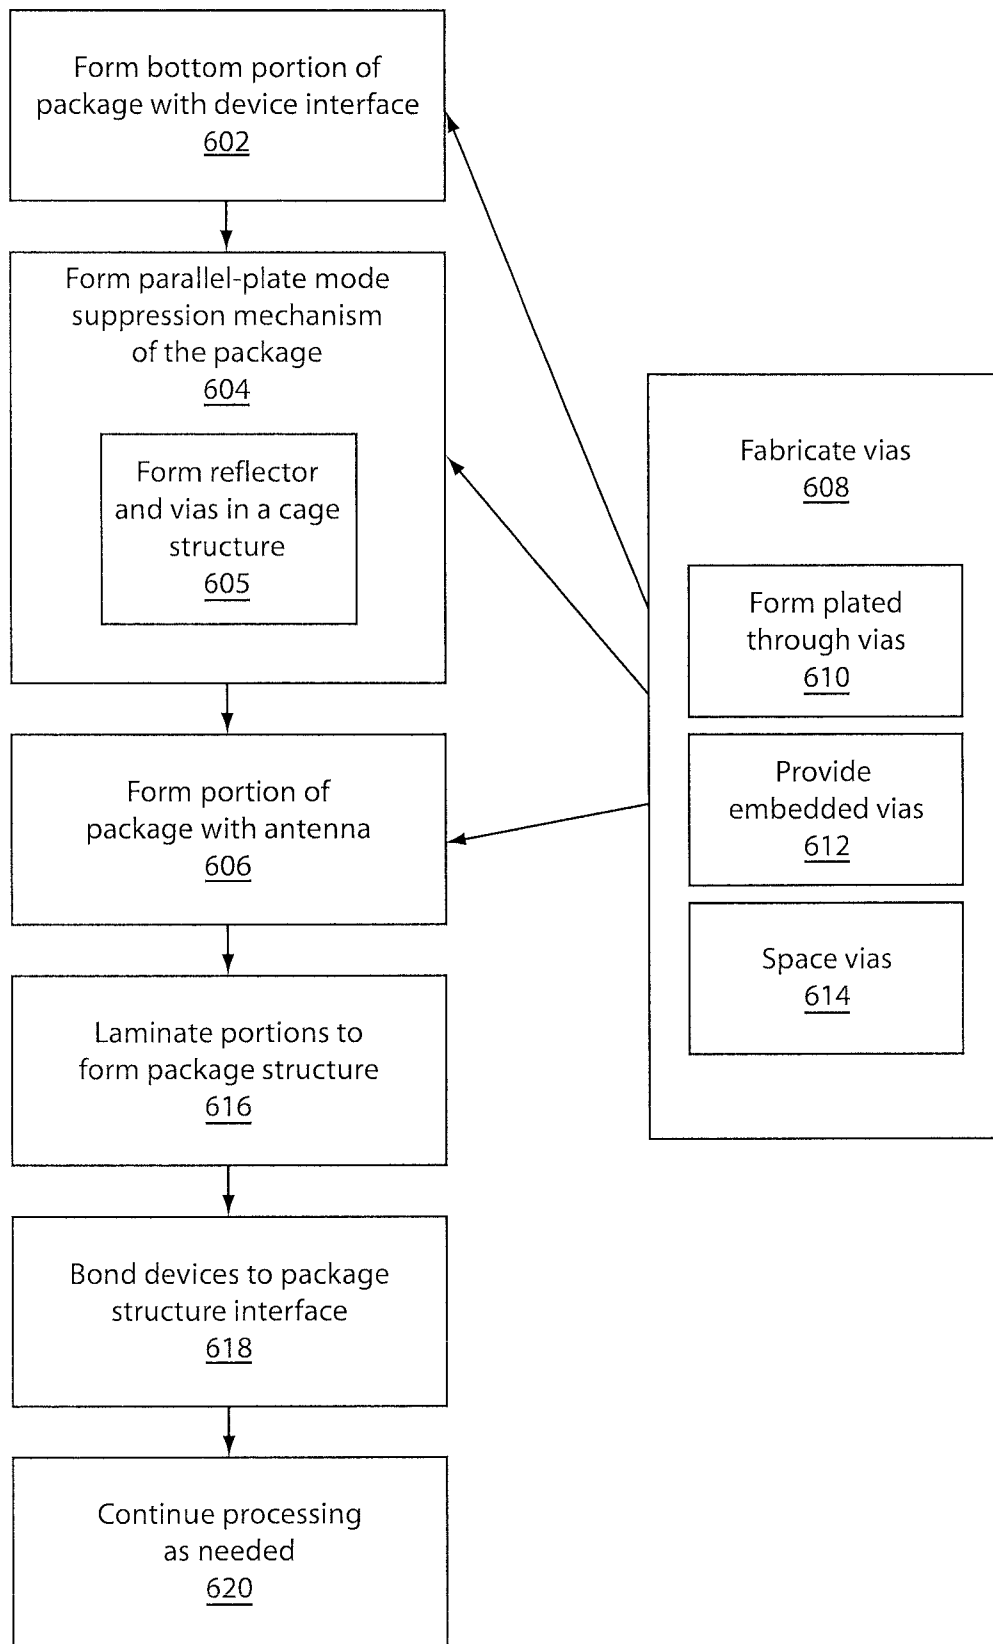 Form bottom portion of
package with device interface
602
Form parallel-plate mode
suppression mechanism
of the package
604
Form reflector
and vias in a cage
structure
605
Form portion of
package with antenna
606
Laminate portions to
form package structure
616
Bond devices to package
structure interface
618
Continue processing
as needed
620
Fabricate vias
608
Form plated
through vias
610
Provide
embedded vias
612
Space vias
614